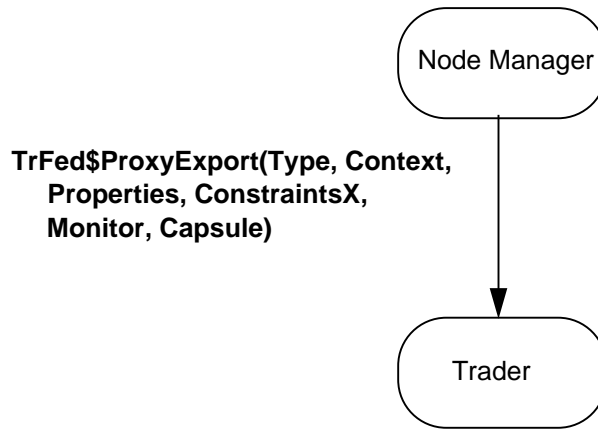 Node Manager
TrFed$ProxyExport(Type, Context,
Properties, ConstraintsX,
Monitor, Capsule)
Trader